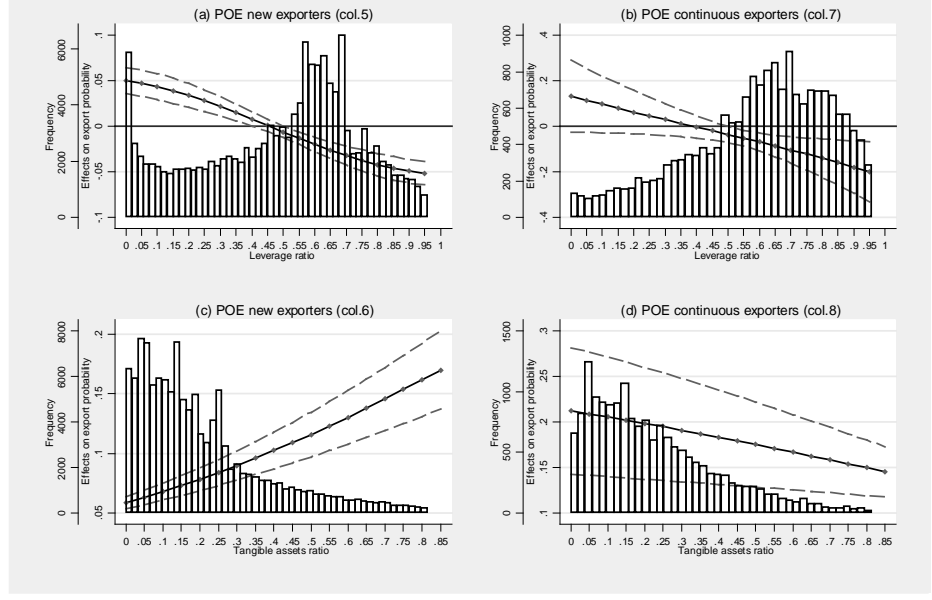 (a) POE new exporters (col.5)
Frequency
0 2000 4000 6000
Effects on export probability
-.1 -.05 0 .05 .1
0 .05 .1 .15 .2 .25 .3 .35 .4 .45 .5 .55 .6 .65 .7 .75 .8 .85 .9 .95 1
Leverage ratio
(b) POE continuous exporters (col.7)
Frequency
0 200 400 600 800 1000
Effects on export probability
-.4 -.2 0 .2 .4
0 .05 .1 .15 .2 .25 .3 .35 .4 .45 .5 .55 .6 .65 .7 .75 .8 .85 .9 .95 1
Leverage ratio
(c) POE new exporters (col.6)
Frequency
0 2000 4000 6000 8000
Effects on export probability
.05 .1 .15 .2
0 .05 .1 .15 .2 .25 .3 .35 .4 .45 .5 .55 .6 .65 .7 .75 .8 .85
Tangible assets ratio
(d) POE continuous exporters (col.8)
Frequency
0 500 1000 1500
Effects on export probability
.1 .15 .2 .25 .3
0 .05 .1 .15 .2 .25 .3 .35 .4 .45 .5 .55 .6 .65 .7 .75 .8 .85
Tangible assets ratio